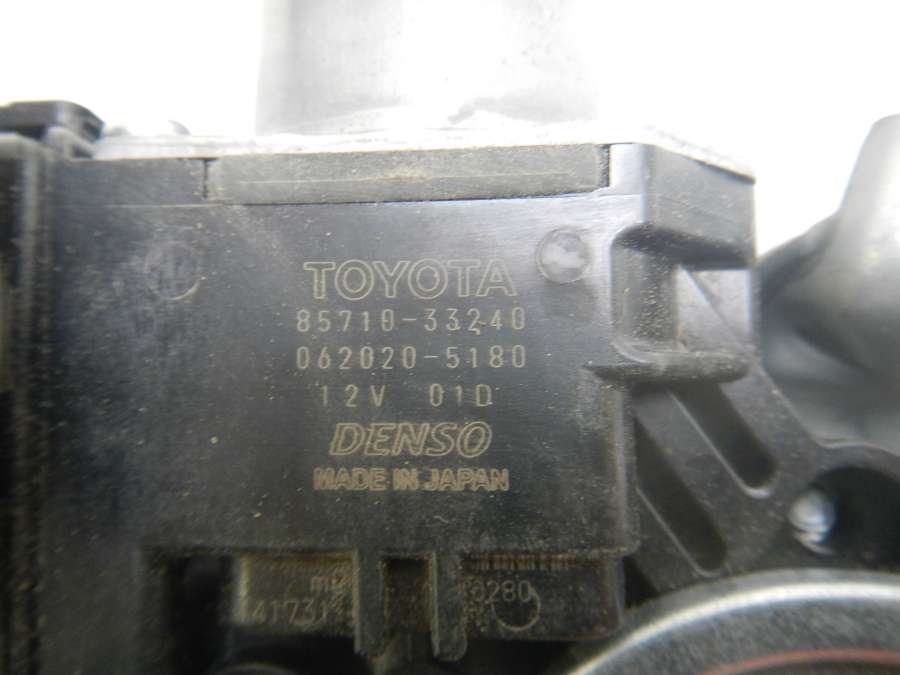 TOYOTA
85710-33240
062020-5180
12V 01D
DENSO
MADE IN JAPAN